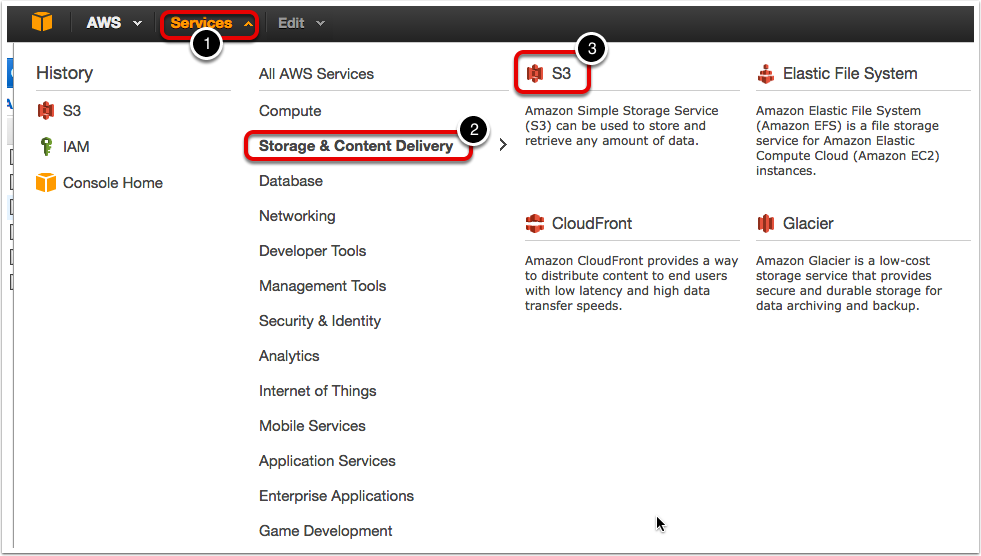 AWS Services Edit
1
History
S3
IAM
Console Home
All AWS Services
Compute
Storage & Content Delivery
2
Database
Networking
Developer Tools
Management Tools
Security & Identity
Analytics
Internet of Things
Mobile Services
Application Services
Enterprise Applications
Game Development
S3
3
Amazon Simple Storage Service
(S3) can be used to store and
retrieve any amount of data.
Elastic File System
Amazon Elastic File System
(Amazon EFS) is a file storage
service for Amazon Elastic
Compute Cloud (Amazon EC2)
instances.
CloudFront
Amazon CloudFront provides a way
to distribute content to end users
with low latency and high data
transfer speeds.
Glacier
Amazon Glacier is a low-cost
storage service that provides
secure and durable storage for
data archiving and backup.